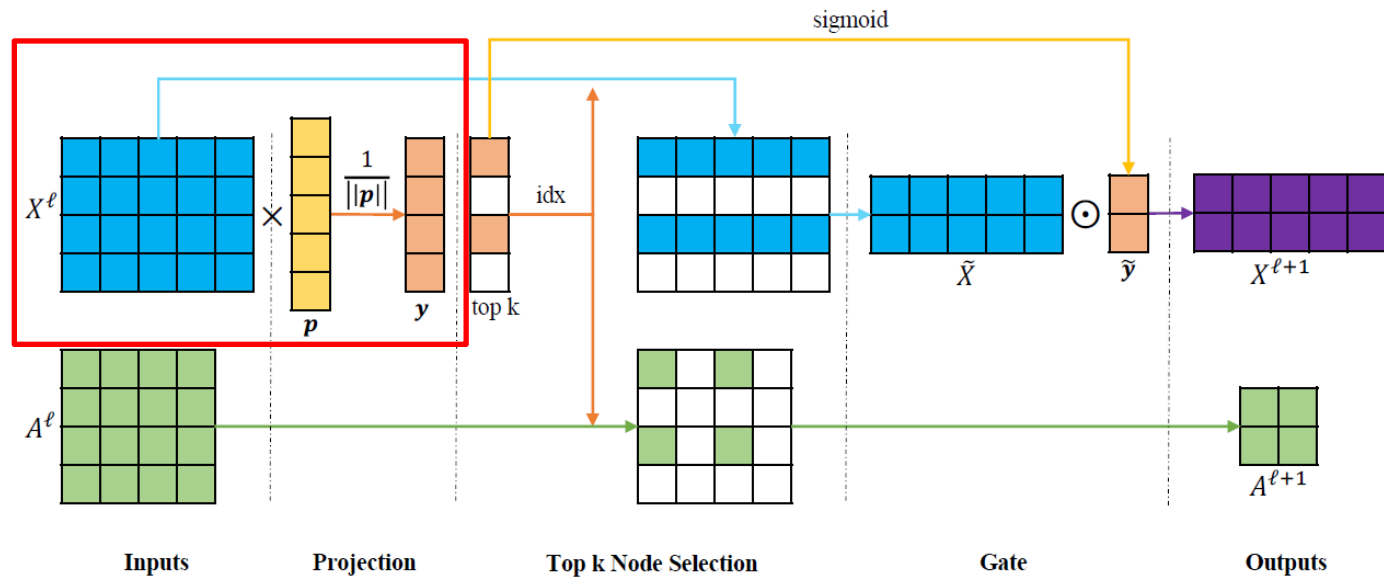 sigmoid
X^ℓ
×
1
||p||
idx
p
y
top k
X̃
⊙
ỹ
X^{ℓ+1}
A^ℓ
A^{ℓ+1}
Inputs
Projection
Top k Node Selection
Gate
Outputs